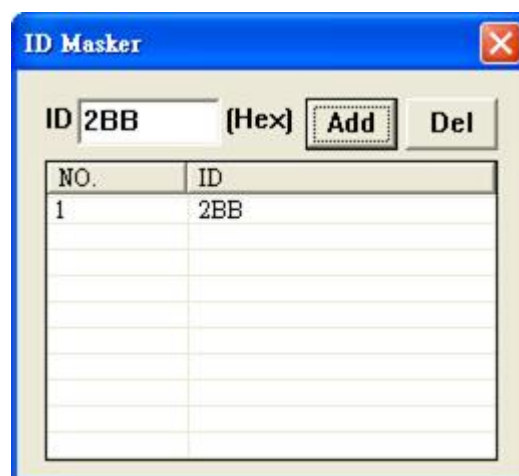 ID Masker
ID 2BB (Hex) Add Del
NO. ID
1 2BB